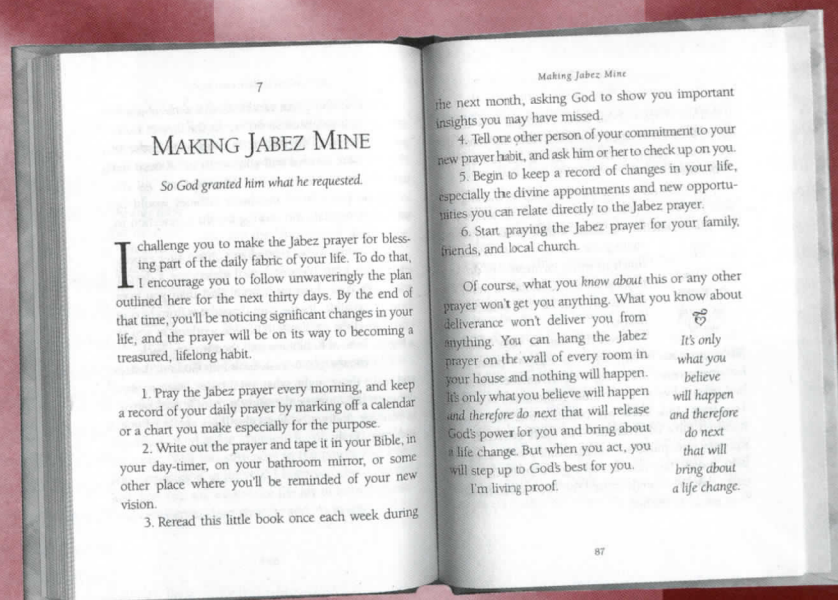 7
MAKING JABEZ MINE
So God granted him what he requested.
I challenge you to make the Jabez prayer for bless-
ing part of the daily fabric of your life. To do that,
I encourage you to follow unwaveringly the plan
outlined here for the next thirty days. By the end of
that time, you'll be noticing significant changes in your
life, and the prayer will be on its way to becoming a
treasured, lifelong habit.
1. Pray the Jabez prayer every morning, and keep
a record of your daily prayer by marking off a calendar
or a chart you make especially for the purpose.
2. Write out the prayer and tape it in your Bible, in
your day-timer, on your bathroom mirror, or some
other place where you'll be reminded of your new
vision.
3. Reread this little book once each week during
Making Jabez Mine
the next month, asking God to show you important
insights you may have missed.
4. Tell one other person of your commitment to your
new prayer habit, and ask him or her to check up on you.
5. Begin to keep a record of changes in your life,
especially the divine appointments and new opportu-
nities you can relate directly to the Jabez prayer.
6. Start praying the Jabez prayer for your family,
friends, and local church.
Of course, what you know about this or any other
prayer won't get you anything. What you know about
deliverance won't deliver you from
anything. You can hang the Jabez
prayer on the wall of every room in
your house and nothing will happen.
It's only what you believe will happen
and therefore do next that will release
God's power for you and bring about
a life change. But when you act, you
will step up to God's best for you.
I'm living proof.
It's only
what you
believe
will happen
and therefore
do next
that will
bring about
a life change.
87